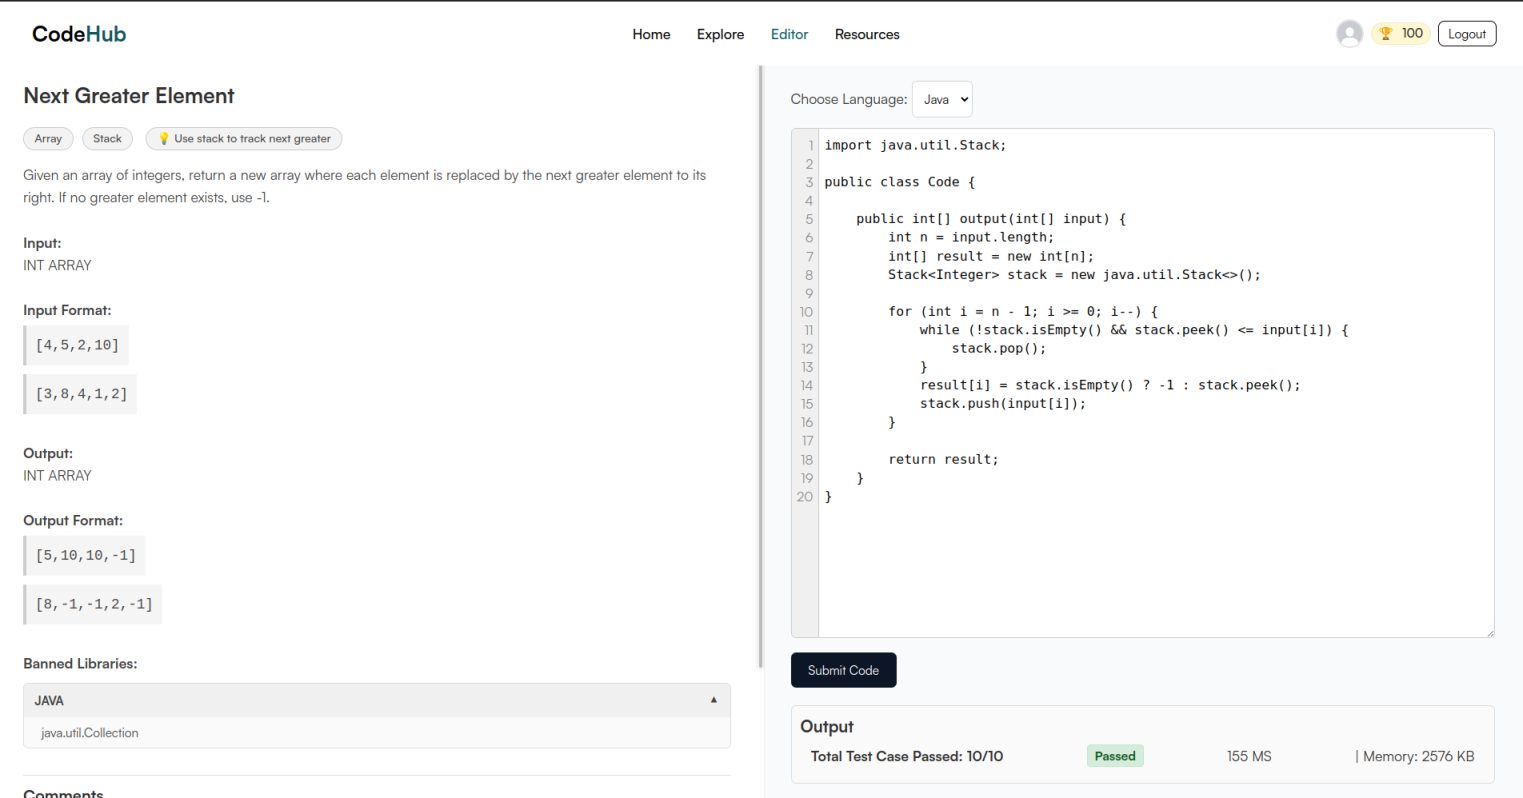 CodeHub
Home Explore Editor Resources
🏆 100 Logout
Next Greater Element
Array Stack 💡 Use stack to track next greater
Given an array of integers, return a new array where each element is replaced by the next greater element to its
right. If no greater element exists, use -1.
Input:
INT ARRAY
Input Format:
[4,5,2,10]
[3,8,4,1,2]
Output:
INT ARRAY
Output Format:
[5,10,10,-1]
[8,-1,-1,2,-1]
Banned Libraries:
JAVA ▲
java.util.Collection
Comments
Choose Language: Java
1 import java.util.Stack;
2
3 public class Code {
4
5     public int[] output(int[] input) {
6         int n = input.length;
7         int[] result = new int[n];
8         Stack<Integer> stack = new java.util.Stack<>();
9
10         for (int i = n - 1; i >= 0; i--) {
11             while (!stack.isEmpty() && stack.peek() <= input[i]) {
12                 stack.pop();
13             }
14             result[i] = stack.isEmpty() ? -1 : stack.peek();
15             stack.push(input[i]);
16         }
17
18         return result;
19     }
20 }
Submit Code
Output
Total Test Case Passed: 10/10 Passed 155 MS | Memory: 2576 KB